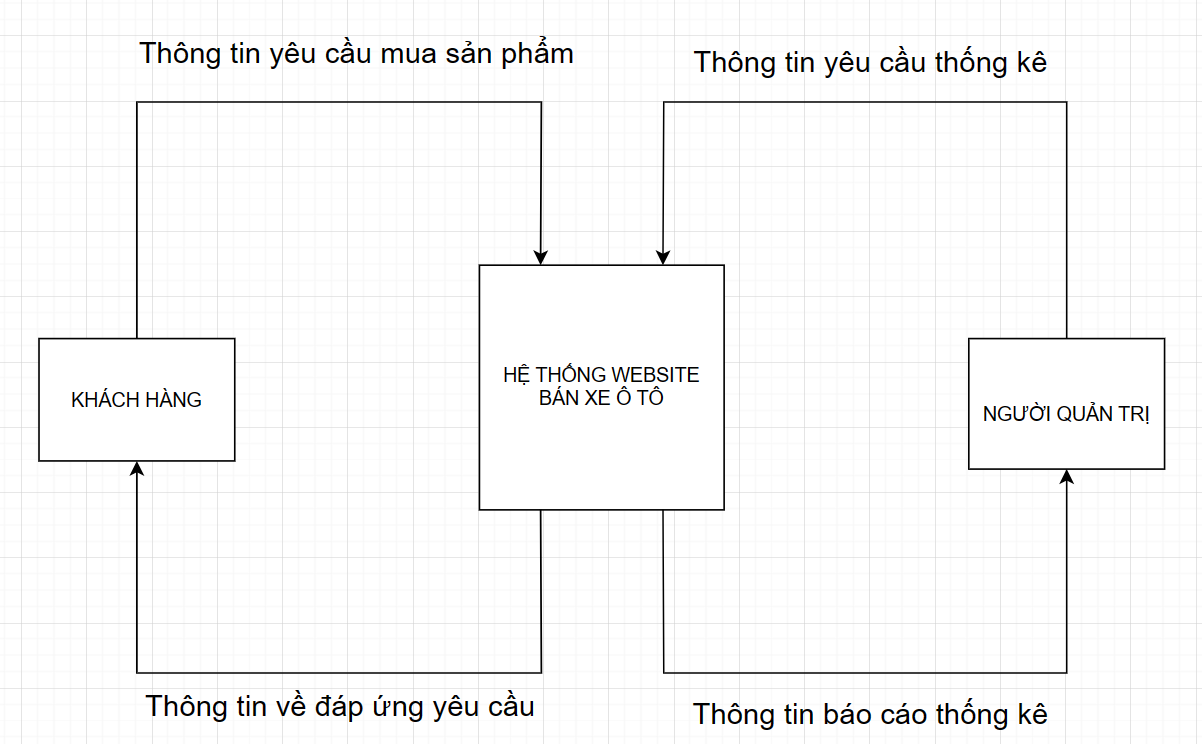 Thông tin yêu cầu mua sản phẩm
Thông tin yêu cầu thống kê
HỆ THỐNG WEBSITE
BÁN XE Ô TÔ
KHÁCH HÀNG
NGƯỜI QUẢN TRỊ
Thông tin về đáp ứng yêu cầu
Thông tin báo cáo thống kê